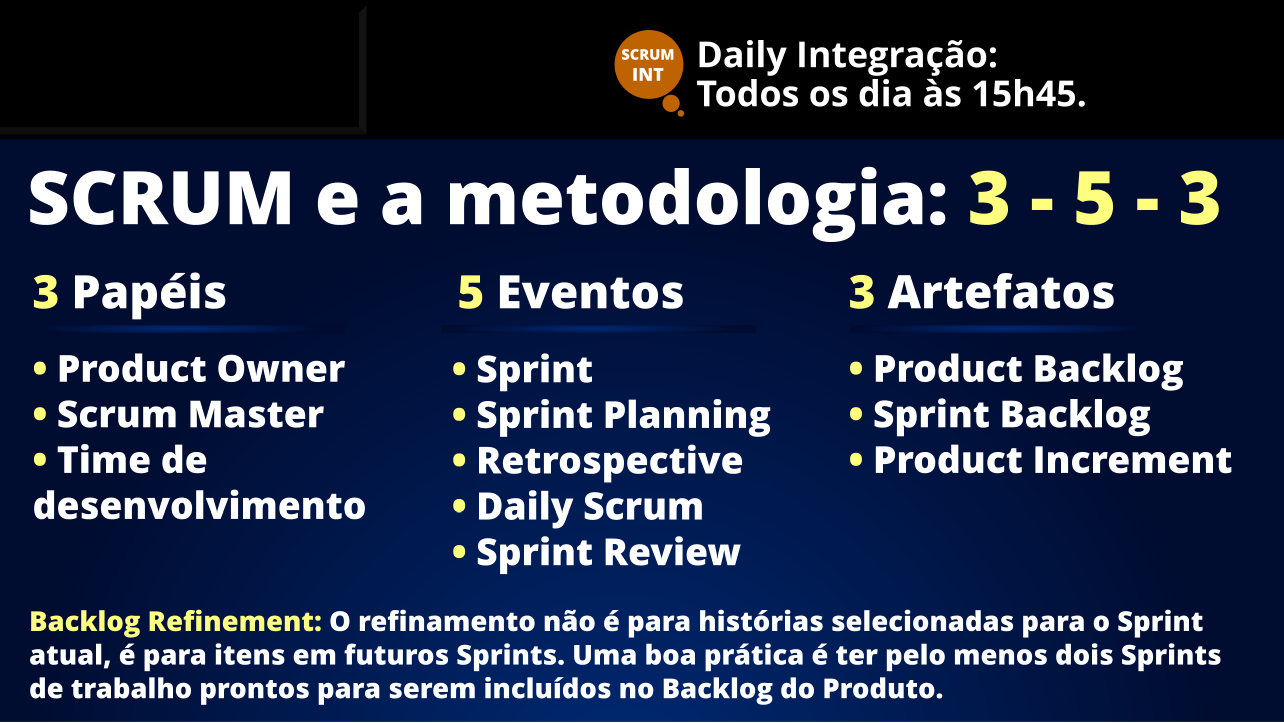 SCRUM
INT
Daily Integração:
Todos os dia às 15h45.
SCRUM e a metodologia: 3 - 5 - 3
3 Papéis
• Product Owner
• Scrum Master
• Time de
desenvolvimento
5 Eventos
• Sprint
• Sprint Planning
• Retrospective
• Daily Scrum
• Sprint Review
3 Artefatos
• Product Backlog
• Sprint Backlog
• Product Increment
Backlog Refinement: O refinamento não é para histórias selecionadas para o Sprint
atual, é para itens em futuros Sprints. Uma boa prática é ter pelo menos dois Sprints
de trabalho prontos para serem incluídos no Backlog do Produto.